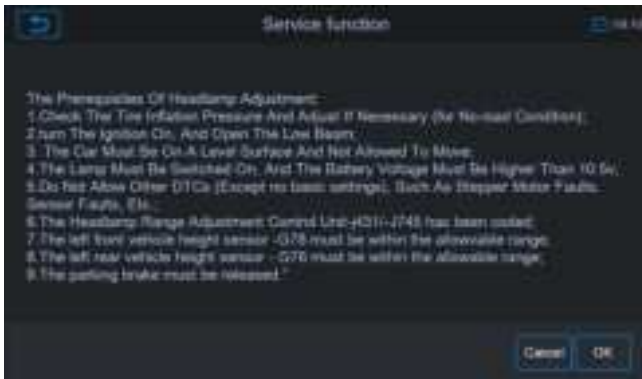 Service function
The Prerequisites Of Headlamp Adjustment:
1.Check The Tire Inflation Pressure And Adjust If Necessary (for No-load Condition);
2.turn The Ignition On, And Open The Low Beam
3. The Car Must Be On A Level Surface And Not Allowed To Move;
4.The Lamp Must Be Switched On, And The Battery Voltage Must Be Higher Than 10.5v;
5.Do Not Allow Other DTCs (Except no basic settings), Such As Stepper Motor Faults,
Sensor Faults, Etc.;
6.The Headlamp Range Adjustment Control Unit-j431/-J745 has been coded;
7.The left front vehicle height sensor -G78 must be within the allowable range;
8.The left rear vehicle height sensor - G76 must be within the allowable range;
9.The parking brake must be released."
Cancel OK